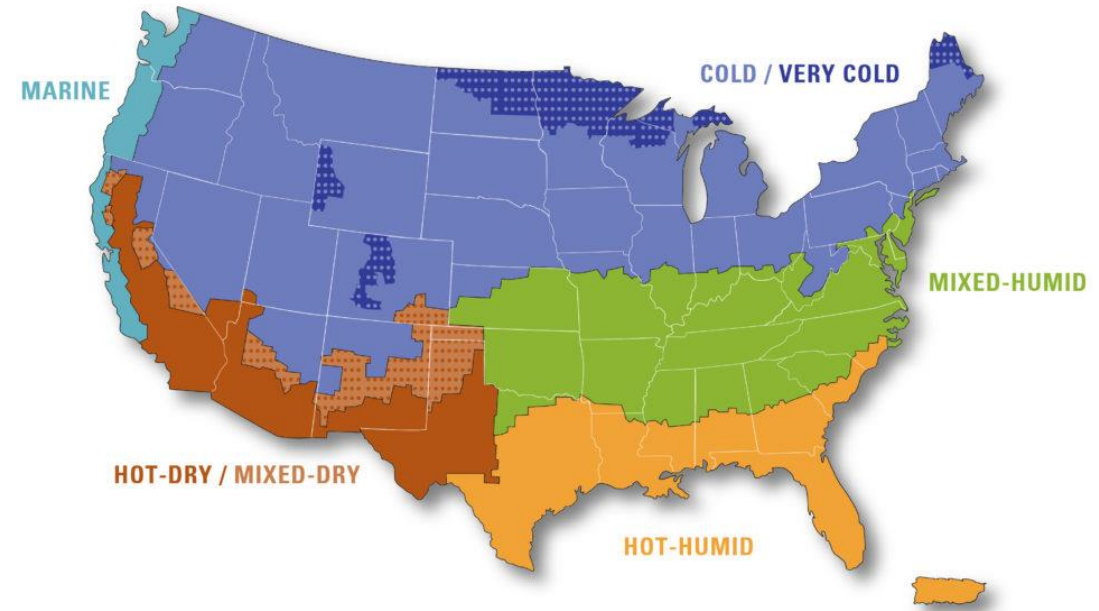 COLD / VERY COLD
MARINE
MIXED-HUMID
HOT-DRY / MIXED-DRY
HOT-HUMID